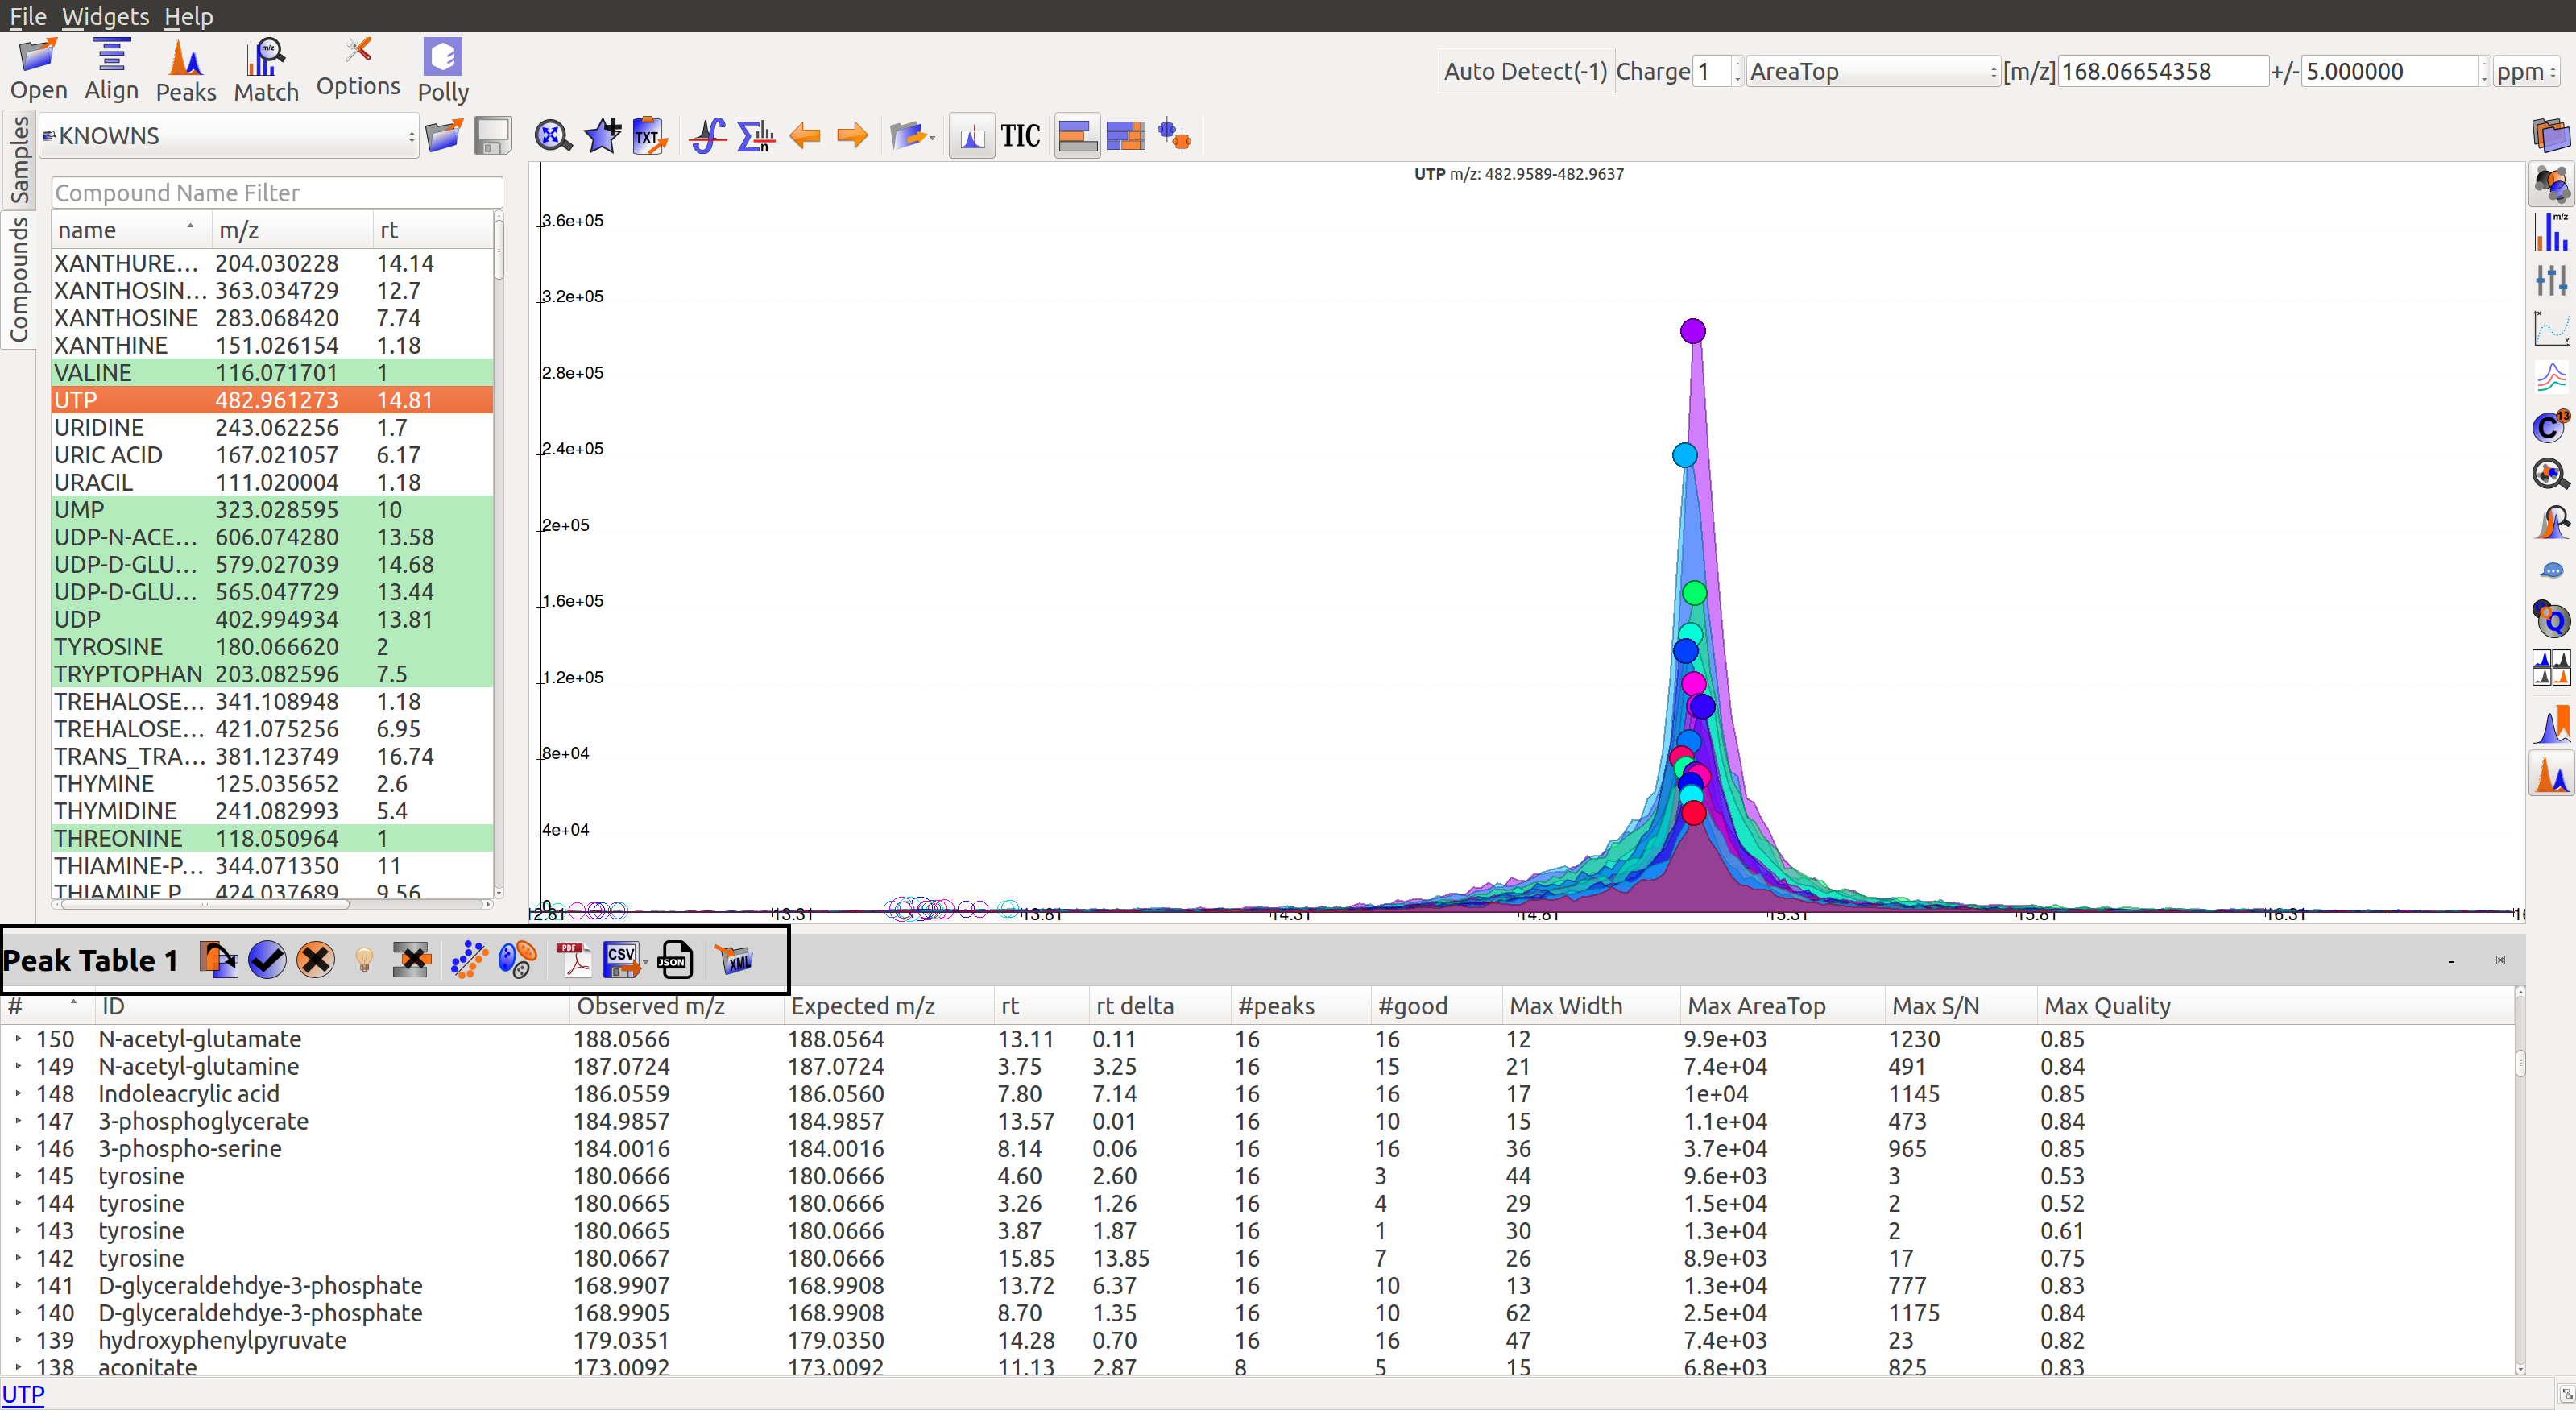 File Widgets Help
Open Align Peaks Match Options Polly
Auto Detect(-1) Charge 1 AreaTop [m/z] 168.06654358 +/- 5.000000 ppm
Samples
Compounds
KNOWNS
TXT TIC
Compound Name Filter
name m/z rt
XANTHURE... 204.030228 14.14
XANTHOSIN... 363.034729 12.7
XANTHOSINE 283.068420 7.74
XANTHINE 151.026154 1.18
VALINE 116.071701 1
UTP 482.961273 14.81
URIDINE 243.062256 1.7
URIC ACID 167.021057 6.17
URACIL 111.020004 1.18
UMP 323.028595 10
UDP-N-ACE... 606.074280 13.58
UDP-D-GLU... 579.027039 14.68
UDP-D-GLU... 565.047729 13.44
UDP 402.994934 13.81
TYROSINE 180.066620 2
TRYPTOPHAN 203.082596 7.5
TREHALOSE... 341.108948 1.18
TREHALOSE... 421.075256 6.95
TRANS_TRA... 381.123749 16.74
THYMINE 125.035652 2.6
THYMIDINE 241.082993 5.4
THREONINE 118.050964 1
THIAMINE-P... 344.071350 11
THIAMINE P 424.037689 9.56
UTP m/z: 482.9589-482.9637
3.6e+05
3.2e+05
2.8e+05
2.4e+05
2e+05
1.6e+05
1.2e+05
8e+04
4e+04
0
12.81 13.31 13.81 14.31 14.81 15.31 15.81 16.31
Peak Table 1 PDF CSV JSON XML
# ID Observed m/z Expected m/z rt rt delta #peaks #good Max Width Max AreaTop Max S/N Max Quality
150 N-acetyl-glutamate 188.0566 188.0564 13.11 0.11 16 16 12 9.9e+03 1230 0.85
149 N-acetyl-glutamine 187.0724 187.0724 3.75 3.25 16 15 21 7.4e+04 491 0.84
148 Indoleacrylic acid 186.0559 186.0560 7.80 7.14 16 16 17 1e+04 1145 0.85
147 3-phosphoglycerate 184.9857 184.9857 13.57 0.01 16 10 15 1.1e+04 473 0.84
146 3-phospho-serine 184.0016 184.0016 8.14 0.06 16 16 36 3.7e+04 965 0.85
145 tyrosine 180.0666 180.0666 4.60 2.60 16 3 44 9.6e+03 3 0.53
144 tyrosine 180.0665 180.0666 3.26 1.26 16 4 29 1.5e+04 2 0.52
143 tyrosine 180.0665 180.0666 3.87 1.87 16 1 30 1.3e+04 2 0.61
142 tyrosine 180.0667 180.0666 15.85 13.85 16 7 26 8.9e+03 17 0.75
141 D-glyceraldehdye-3-phosphate 168.9907 168.9908 13.72 6.37 16 10 13 1.3e+04 777 0.83
140 D-glyceraldehdye-3-phosphate 168.9905 168.9908 8.70 1.35 16 10 62 2.5e+04 1175 0.84
139 hydroxyphenylpyruvate 179.0351 179.0350 14.28 0.70 16 16 47 7.4e+03 23 0.82
138 aconitate 173.0092 173.0092 11.13 2.87 8 5 15 6.8e+03 825 0.83
UTP